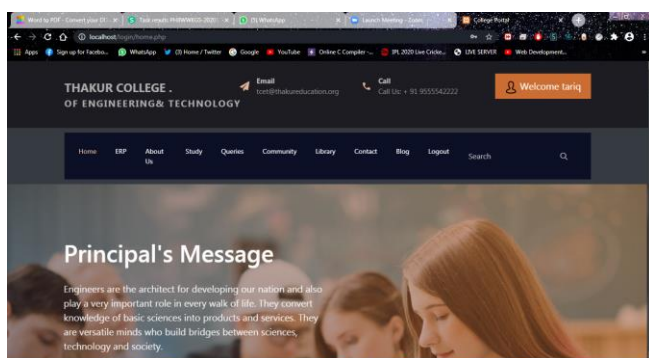 Word to PDF - Convert your D
(1) WhatsApp
Launch Meeting - Zoom
College Portal
localhost/login/home.php
Apps
Sign up for Facebo...
WhatsApp
(3) Home / Twitter
Google
YouTube
Online C Compiler -...
IPL 2020 Live Cricke...
LIVE SERVER
Web Development...
THAKUR COLLEGE .
OF ENGINEERING& TECHNOLOGY
Email
tcet@thakureducation.org
Call
Call Us: + 91 9555542222
Welcome tariq
Home
ERP
About
Us
Study
Queries
Community
Library
Contact
Blog
Logout
Search
Principal's Message
Engineers are the architect for developing our nation and also
play a very important role in every walk of life. They convert
knowledge of basic sciences into products and services. They
are versatile minds who build bridges between sciences,
technology and society.